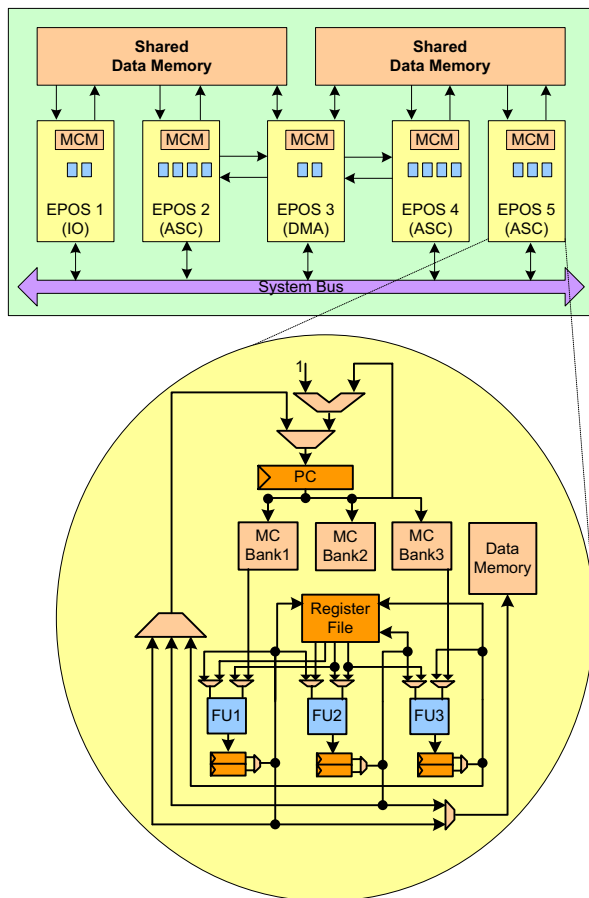 Shared
Data Memory
Shared
Data Memory
MCM
MCM
MCM
MCM
MCM
EPOS 1
(IO)
EPOS 2
(ASC)
EPOS 3
(DMA)
EPOS 4
(ASC)
EPOS 5
(ASC)
System Bus
1
PC
MC
Bank1
MC
Bank2
MC
Bank3
Data
Memory
Register
File
FU1
FU2
FU3